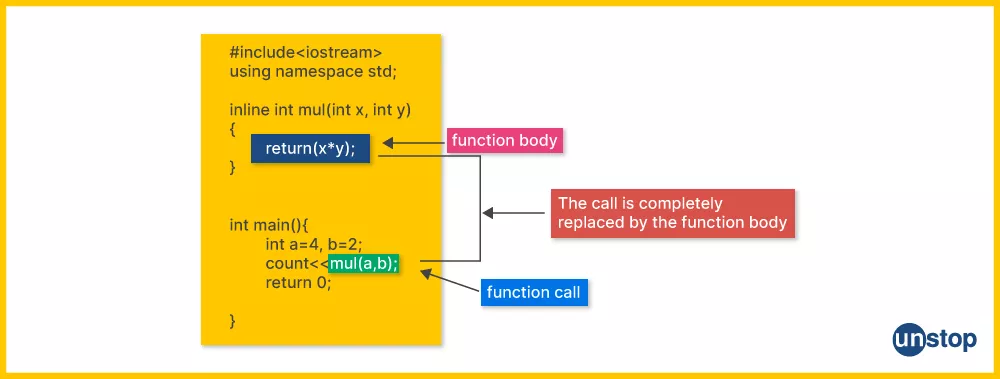 #include<iostream>
using namespace std;
inline int mul(int x, int y)
{
return(x*y);
}
function body
The call is completely
replaced by the function body
int main(){
int a=4, b=2;
count<<mul(a,b);
return 0;
}
function call
unstop